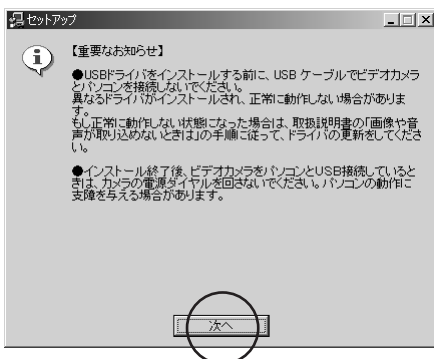 セットアップ
【重要なお知らせ】
●USBドライバをインストールする前に、USB ケーブルでビデオカメラ
とパソコンを接続しないでください。
異なるドライバがインストールされ、正常に動作しない場合がありま
す。
もし正常に動作しない状態になった場合は、取扱説明書の「画像や音
声が取り込めないときは」の手順に従って、ドライバの更新をしてくださ
い。
●インストール終了後、ビデオカメラをパソコンとUSB接続していると
きは、カメラの電源ダイヤルを回さないでください。パソコンの動作に
支障を与える場合があります。
次へ